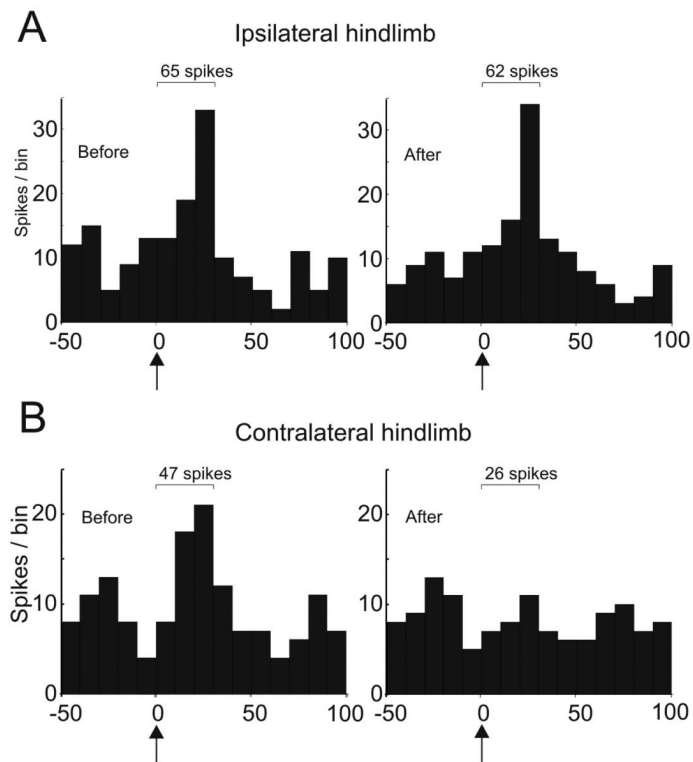 A
Ipsilateral hindlimb
65 spikes
62 spikes
Spikes / bin
30
20
10
0
Before
-50
0
50
100
30
20
10
0
After
-50
0
50
100
B
Contralateral hindlimb
47 spikes
26 spikes
Spikes / bin
20
10
0
Before
-50
0
50
100
20
10
0
After
-50
0
50
100